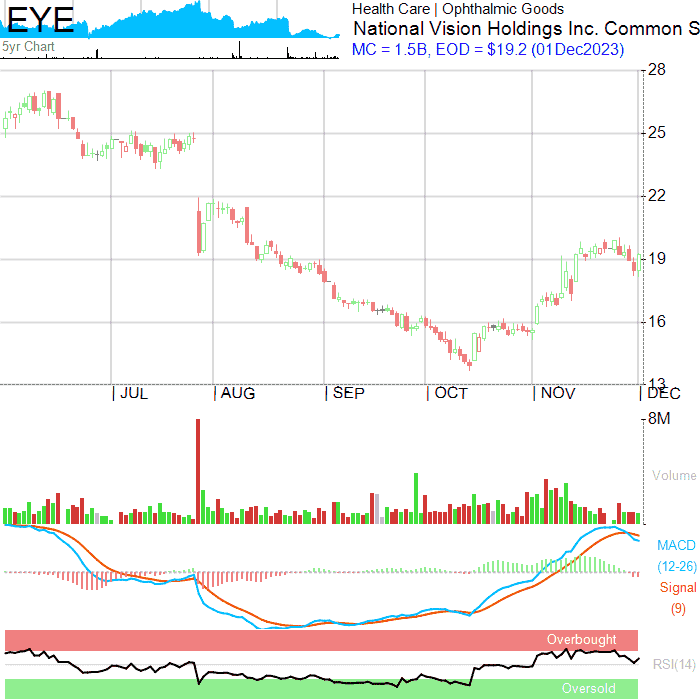 EYE
5yr Chart
Health Care | Ophthalmic Goods
National Vision Holdings Inc. Common S
MC = 1.5B, EOD = $19.2 (01Dec2023)
28
25
22
19
16
13
JUL AUG SEP OCT NOV DEC
8M
Volume
MACD
(12-26)
Signal
(9)
Overbought
RSI(14)
Oversold